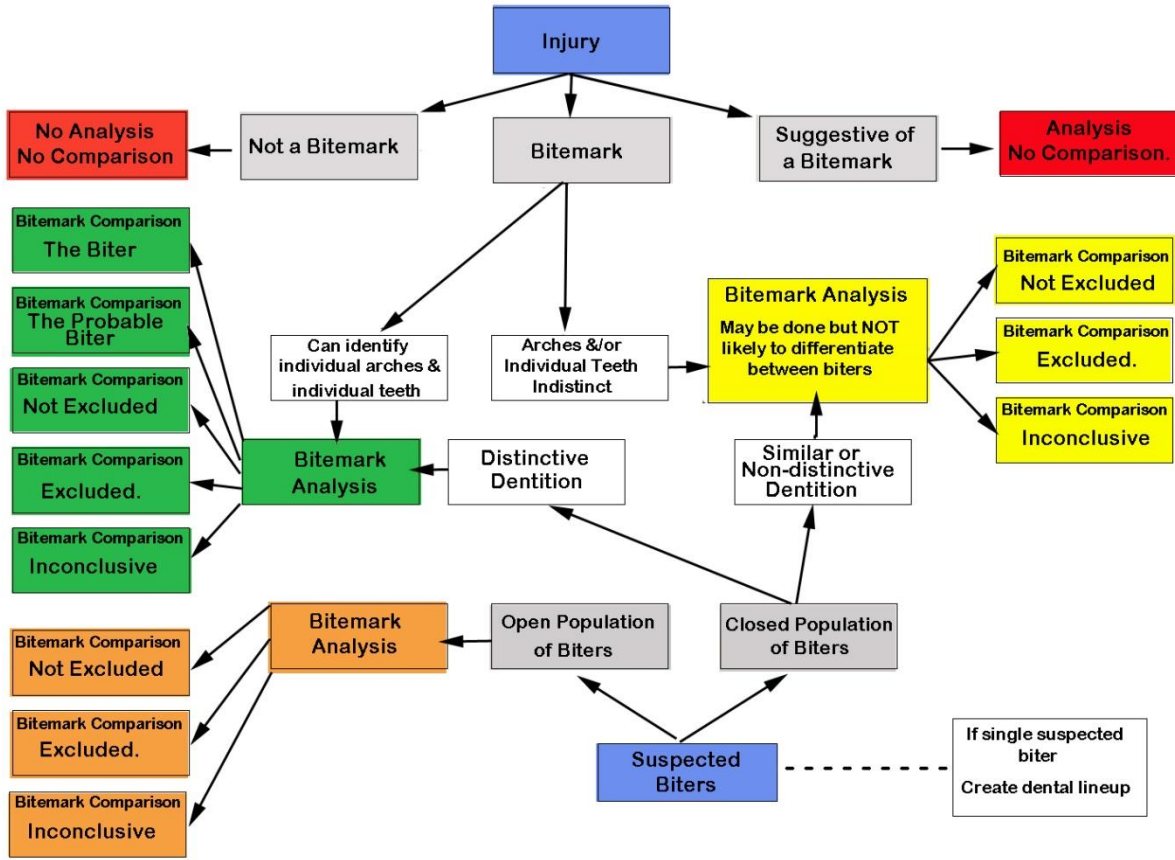 Injury
No Analysis
No Comparison
Not a Bitemark
Bitemark
Suggestive of
a Bitemark
Analysis
No Comparison.
Bitemark Comparison
The Biter
Bitemark Comparison
The Probable
Biter
Bitemark Comparison
Not Excluded
Bitemark Comparison
Excluded.
Bitemark Comparison
Inconclusive
Can identify
individual arches &
individual teeth
Arches &/or
Individual Teeth
Indistinct
Bitemark Analysis
May be done but NOT
likely to differentiate
between biters
Bitemark Comparison
Not Excluded
Bitemark Comparison
Excluded.
Bitemark Comparison
Inconclusive
Bitemark
Analysis
Distinctive
Dentition
Similar or
Non-distinctive
Dentition
Bitemark Comparison
Not Excluded
Bitemark Comparison
Excluded.
Bitemark Comparison
Inconclusive
Bitemark
Analysis
Open Population
of Biters
Closed Population
of Biters
Suspected
Biters
If single suspected
biter
Create dental lineup